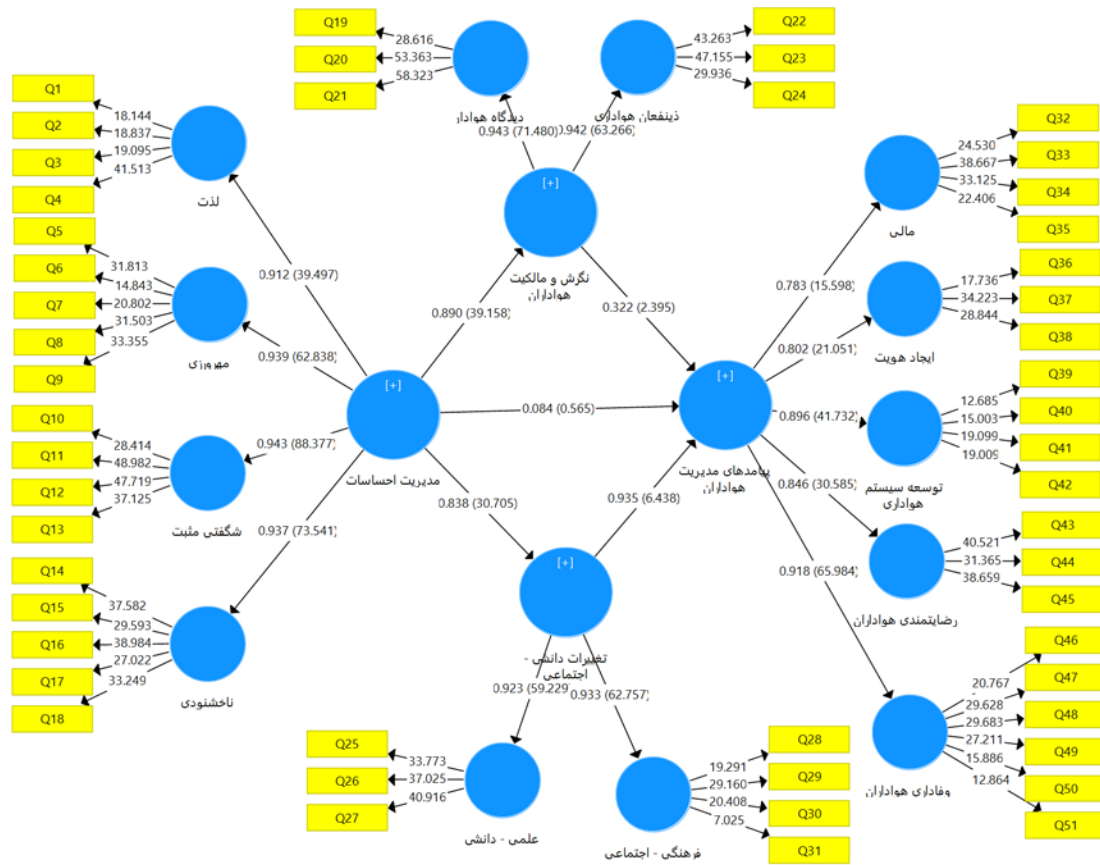 Q19
Q20
Q21
28.616
53.363
58.323
دیدگاه هوادار
Q22
Q23
Q24
43.263
47.155
29.936
ذینفعان هواداری
0.943 (71.480)
0.942 (63.266)
Q1
Q2
Q3
Q4
18.144
18.837
19.095
41.513
لذت
Q5
Q6
Q7
Q8
Q9
31.813
14.843
20.802
31.503
33.355
مهرورزی
Q10
Q11
Q12
Q13
28.414
48.982
47.719
37.125
شگفتی مثبت
Q14
Q15
Q16
Q17
Q18
37.582
29.593
38.984
27.022
33.249
ناخشنودی
0.912 (39.497)
0.939 (62.838)
0.943 (88.377)
0.937 (73.541)
[+]
مدیریت احساسات
[+]
نگرش و مالکیت
هواداران
0.890 (39.158)
0.322 (2.395)
0.084 (0.565)
0.838 (30.705)
0.935 (6.438)
[+]
پیامدهای مدیریت
هواداران
[+]
تغییرات دانشی -
اجتماعی
0.923 (59.229)
0.933 (62.757)
Q25
Q26
Q27
33.773
37.025
40.916
علمی - دانشی
Q28
Q29
Q30
Q31
19.291
29.160
20.408
7.025
فرهنگی - اجتماعی
0.783 (15.598)
0.802 (21.051)
0.896 (41.732)
0.846 (30.585)
0.918 (65.984)
Q32
Q33
Q34
Q35
24.530
38.667
33.125
22.406
مالی
Q36
Q37
Q38
17.736
34.223
28.844
ایجاد هویت
Q39
Q40
Q41
Q42
12.685
15.003
19.099
19.009
توسعه سیستم
هواداری
Q43
Q44
Q45
40.521
31.365
38.659
رضایتمندی هواداران
Q46
Q47
Q48
Q49
Q50
Q51
20.767
29.628
29.683
27.211
15.886
12.864
وفاداری هواداران